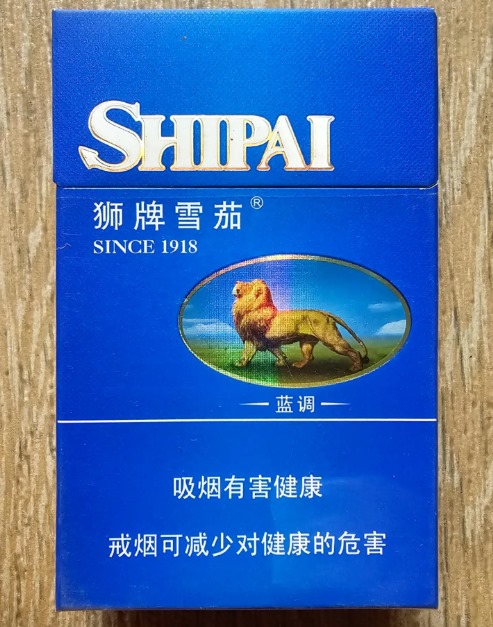 SHIPAI
狮牌雪茄®
SINCE 1918
蓝调
吸烟有害健康
戒烟可减少对健康的危害